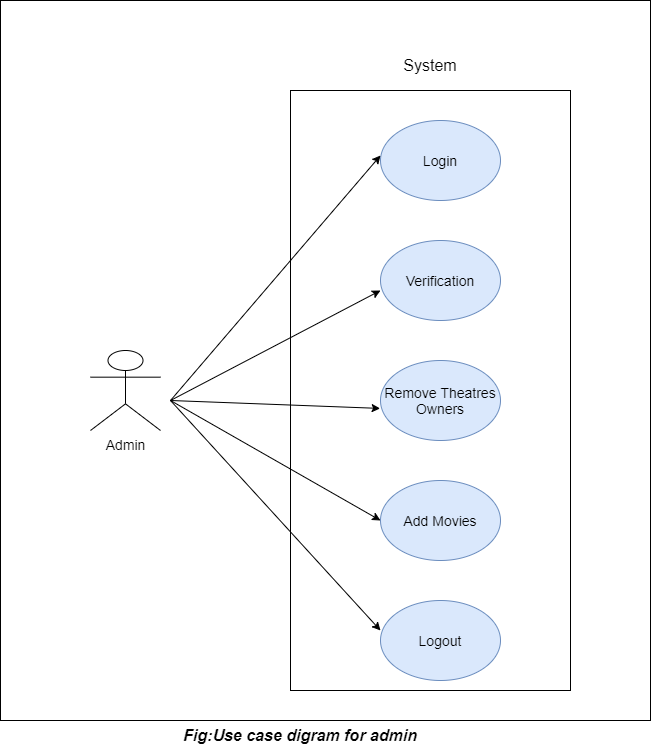 System
Login
Verification
Remove Theatres
Owners
Admin
Add Movies
Logout
Fig:Use case digram for admin